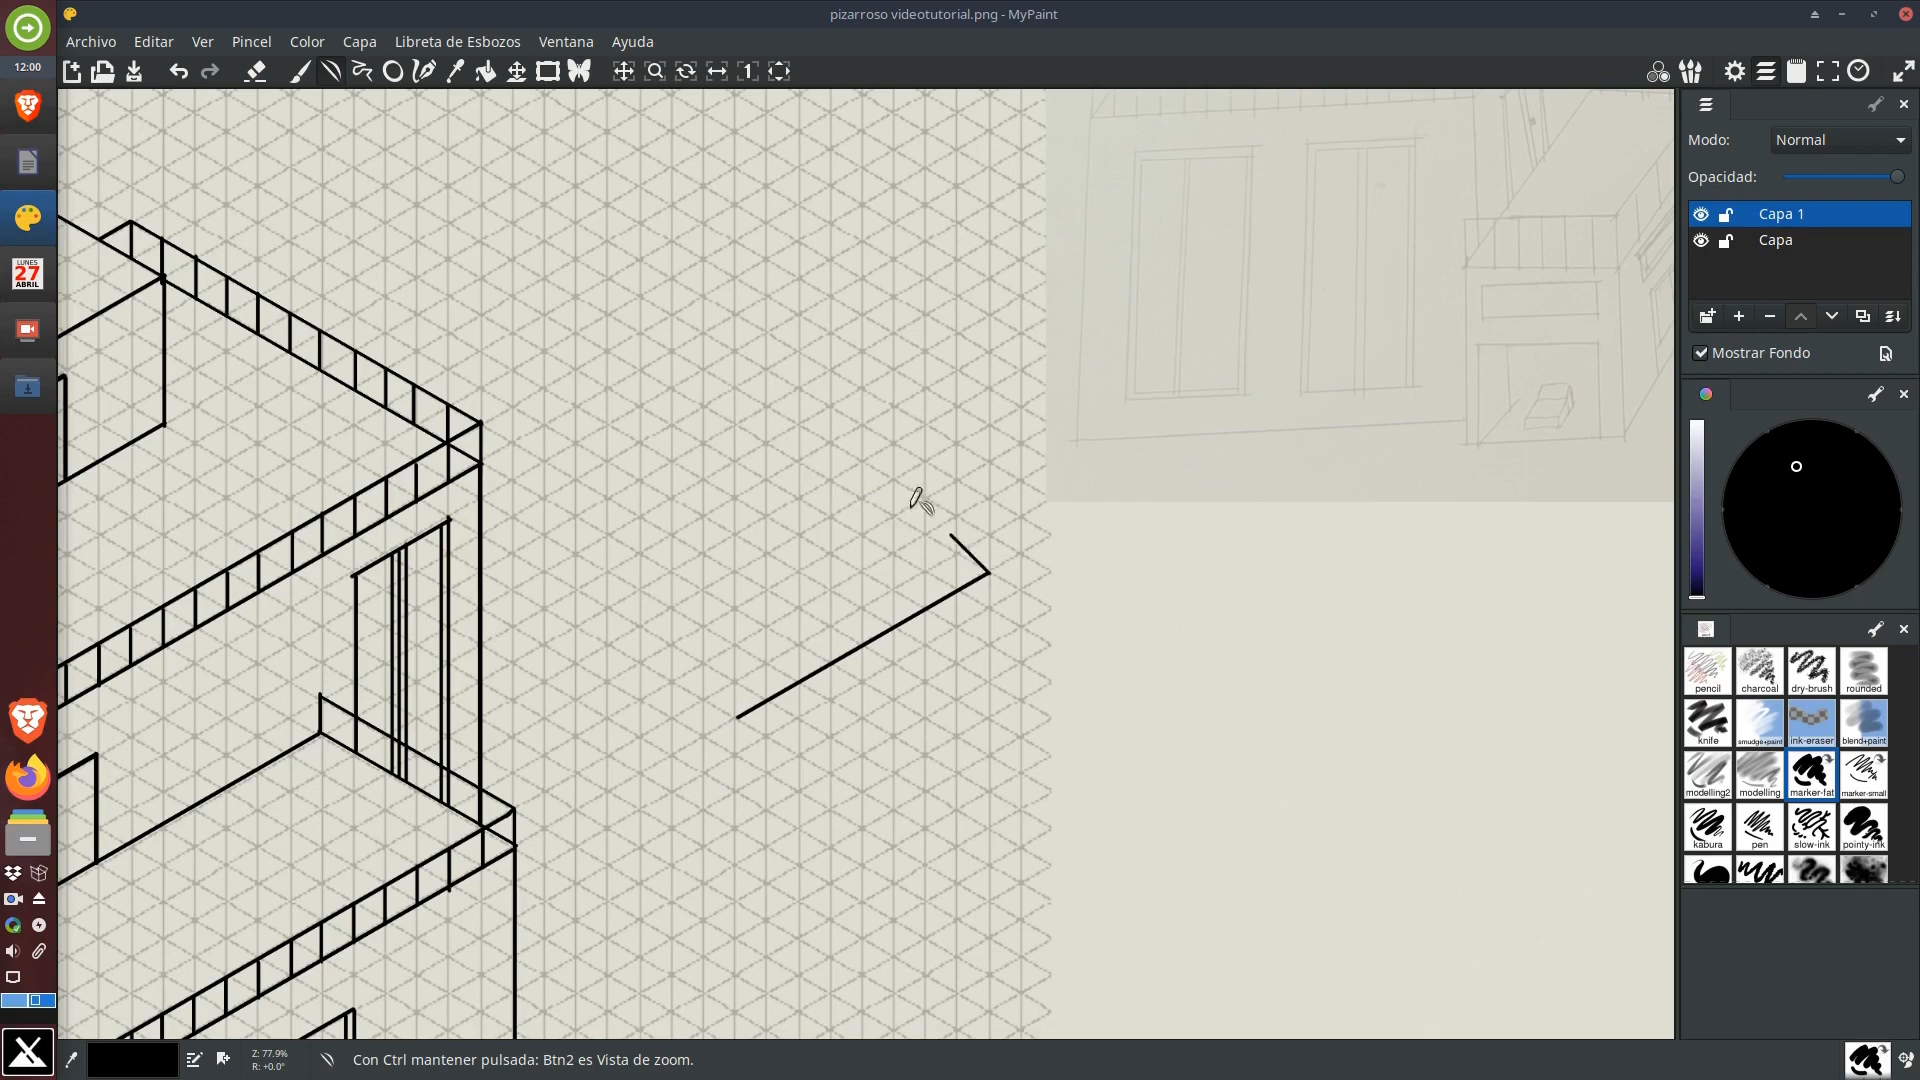 pizarroso videotutorial.png - MyPaint
Archivo Editar Ver Pincel Color Capa Libreta de Esbozos Ventana Ayuda
12:00
1
Modo: Normal
Opacidad:
Capa 1
Capa
LUNES
27
ABRIL
Mostrar Fondo
pencil charcoal dry-brush rounded
knife smudge+paint ink-eraser blend+paint
modelling2 modelling marker-fat marker-small
kabura pen slow-ink pointy-ink
Z: 77.9%
R: +0.0°
Con Ctrl mantener pulsada: Btn2 es Vista de zoom.